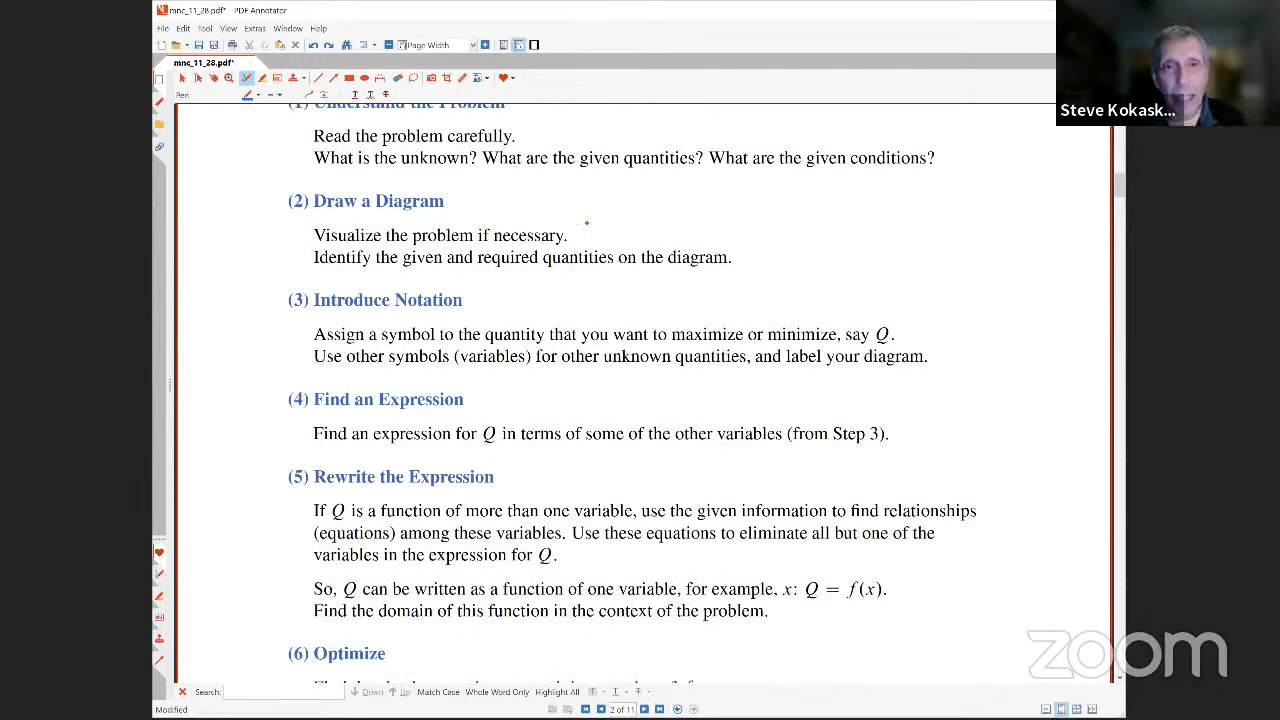 mnc_11_28.pdf* - PDF Annotator
File Edit Tool View Extras Window Help
Page Width
mnc_11_28.pdf*
Pen
(1) Understand the Problem
Read the problem carefully.
What is the unknown? What are the given quantities? What are the given conditions?
(2) Draw a Diagram
Visualize the problem if necessary.
Identify the given and required quantities on the diagram.
(3) Introduce Notation
Assign a symbol to the quantity that you want to maximize or minimize, say Q.
Use other symbols (variables) for other unknown quantities, and label your diagram.
(4) Find an Expression
Find an expression for Q in terms of some of the other variables (from Step 3).
(5) Rewrite the Expression
If Q is a function of more than one variable, use the given information to find relationships
(equations) among these variables. Use these equations to eliminate all but one of the
variables in the expression for Q.
So, Q can be written as a function of one variable, for example, x: Q = f(x).
Find the domain of this function in the context of the problem.
(6) Optimize
Search: Down Up Match Case Whole Word Only Highlight All
Modified
2 of 11
Steve Kokask...
zoom